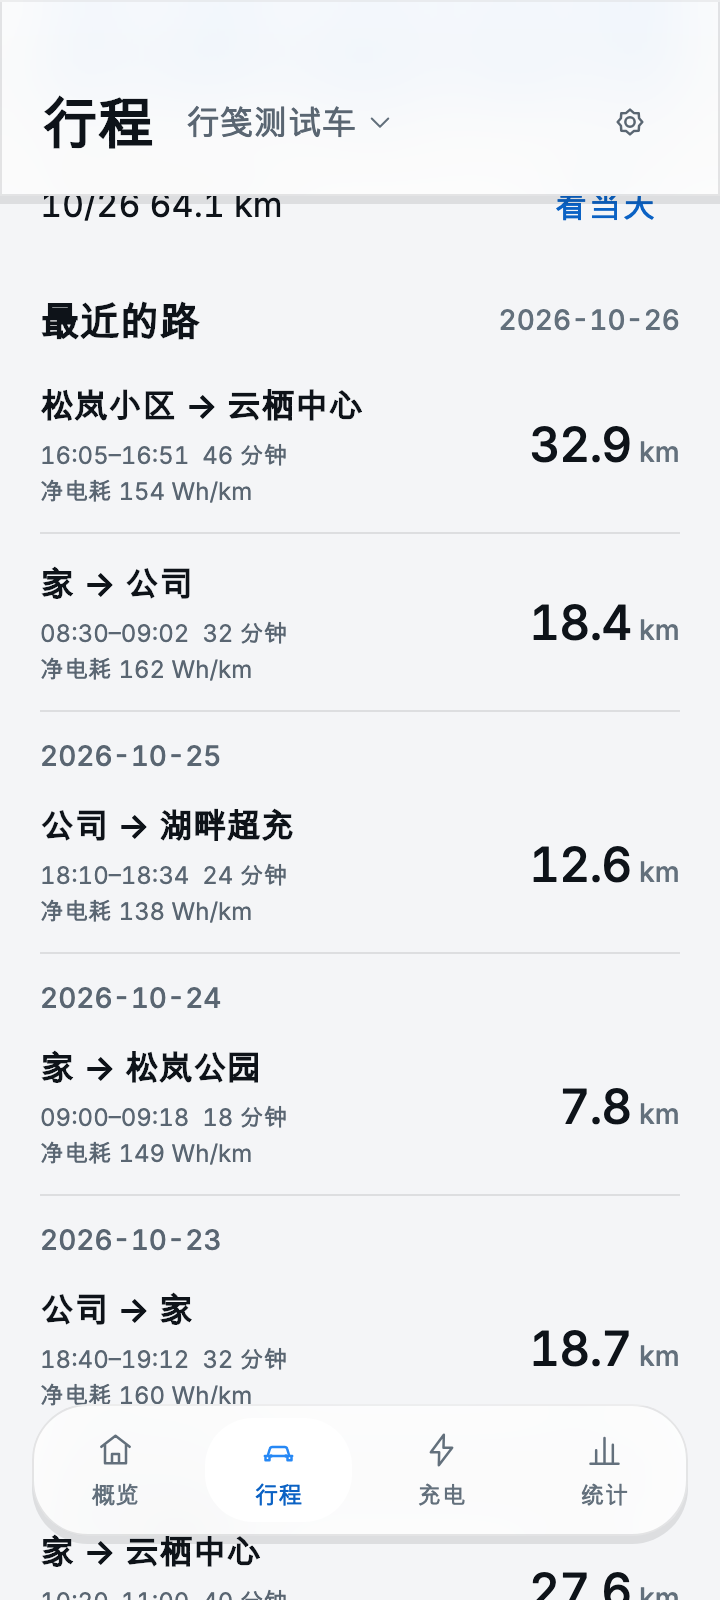 行程 行笺测试车
10/26 64.1 km 看当天
最近的路 2026-10-26
松岚小区 → 云栖中心
16:05–16:51 46 分钟
净电耗 154 Wh/km
32.9 km
家 → 公司
08:30–09:02 32 分钟
净电耗 162 Wh/km
18.4 km
2026-10-25
公司 → 湖畔超充
18:10–18:34 24 分钟
净电耗 138 Wh/km
12.6 km
2026-10-24
家 → 松岚公园
09:00–09:18 18 分钟
净电耗 149 Wh/km
7.8 km
2026-10-23
公司 → 家
18:40–19:12 32 分钟
净电耗 160 Wh/km
18.7 km
概览 行程 充电 统计
家 → 云栖中心
10:20–11:00 40 分钟
27.6 km